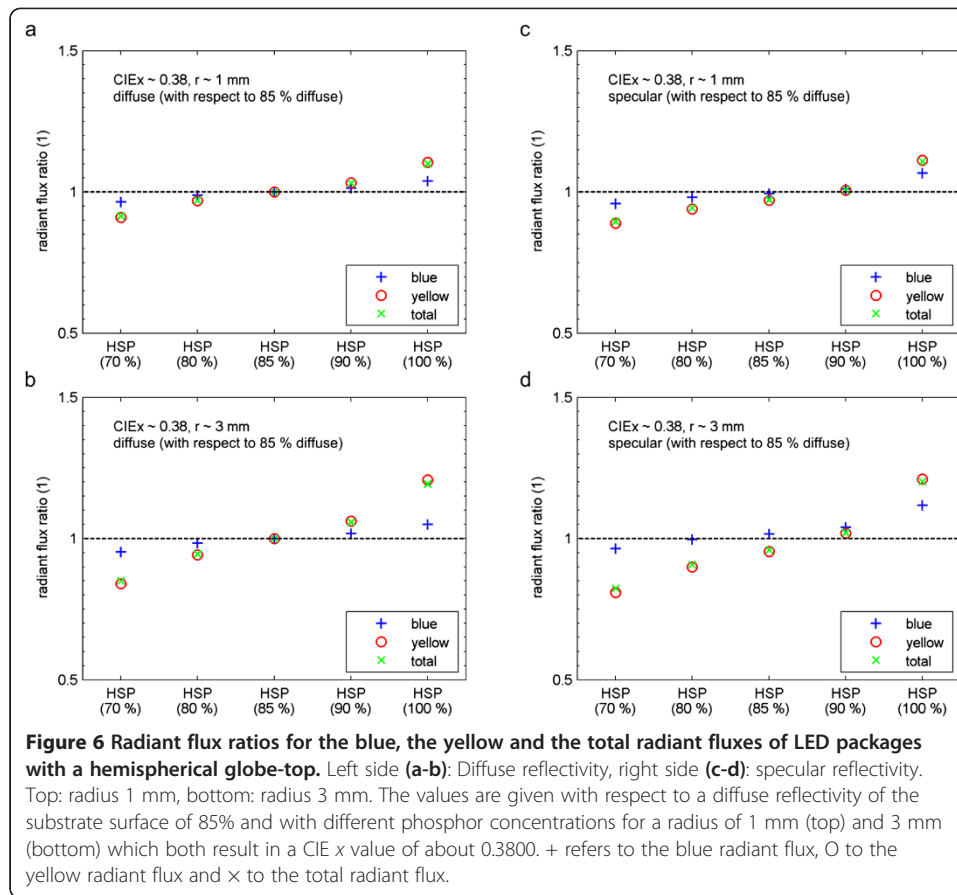 a
1.5
CIEx ~ 0.38, r ~ 1 mm
diffuse (with respect to 85 % diffuse)
radiant flux ratio (1)
1
blue
yellow
total
0.5
HSP HSP HSP HSP HSP
(70 %) (80 %) (85 %) (90 %) (100 %)
b
1.5
CIEx ~ 0.38, r ~ 3 mm
diffuse (with respect to 85 % diffuse)
radiant flux ratio (1)
1
blue
yellow
total
0.5
HSP HSP HSP HSP HSP
(70 %) (80 %) (85 %) (90 %) (100 %)
c
1.5
CIEx ~ 0.38, r ~ 1 mm
specular (with respect to 85 % diffuse)
radiant flux ratio (1)
1
blue
yellow
total
0.5
HSP HSP HSP HSP HSP
(70 %) (80 %) (85 %) (90 %) (100 %)
d
1.5
CIEx ~ 0.38, r ~ 3 mm
specular (with respect to 85 % diffuse)
radiant flux ratio (1)
1
blue
yellow
total
0.5
HSP HSP HSP HSP HSP
(70 %) (80 %) (85 %) (90 %) (100 %)
Figure 6 Radiant flux ratios for the blue, the yellow and the total radiant fluxes of LED packages
with a hemispherical globe-top. Left side (a-b): Diffuse reflectivity, right side (c-d): specular reflectivity.
Top: radius 1 mm, bottom: radius 3 mm. The values are given with respect to a diffuse reflectivity of the
substrate surface of 85% and with different phosphor concentrations for a radius of 1 mm (top) and 3 mm
(bottom) which both result in a CIE x value of about 0.3800. + refers to the blue radiant flux, O to the
yellow radiant flux and × to the total radiant flux.